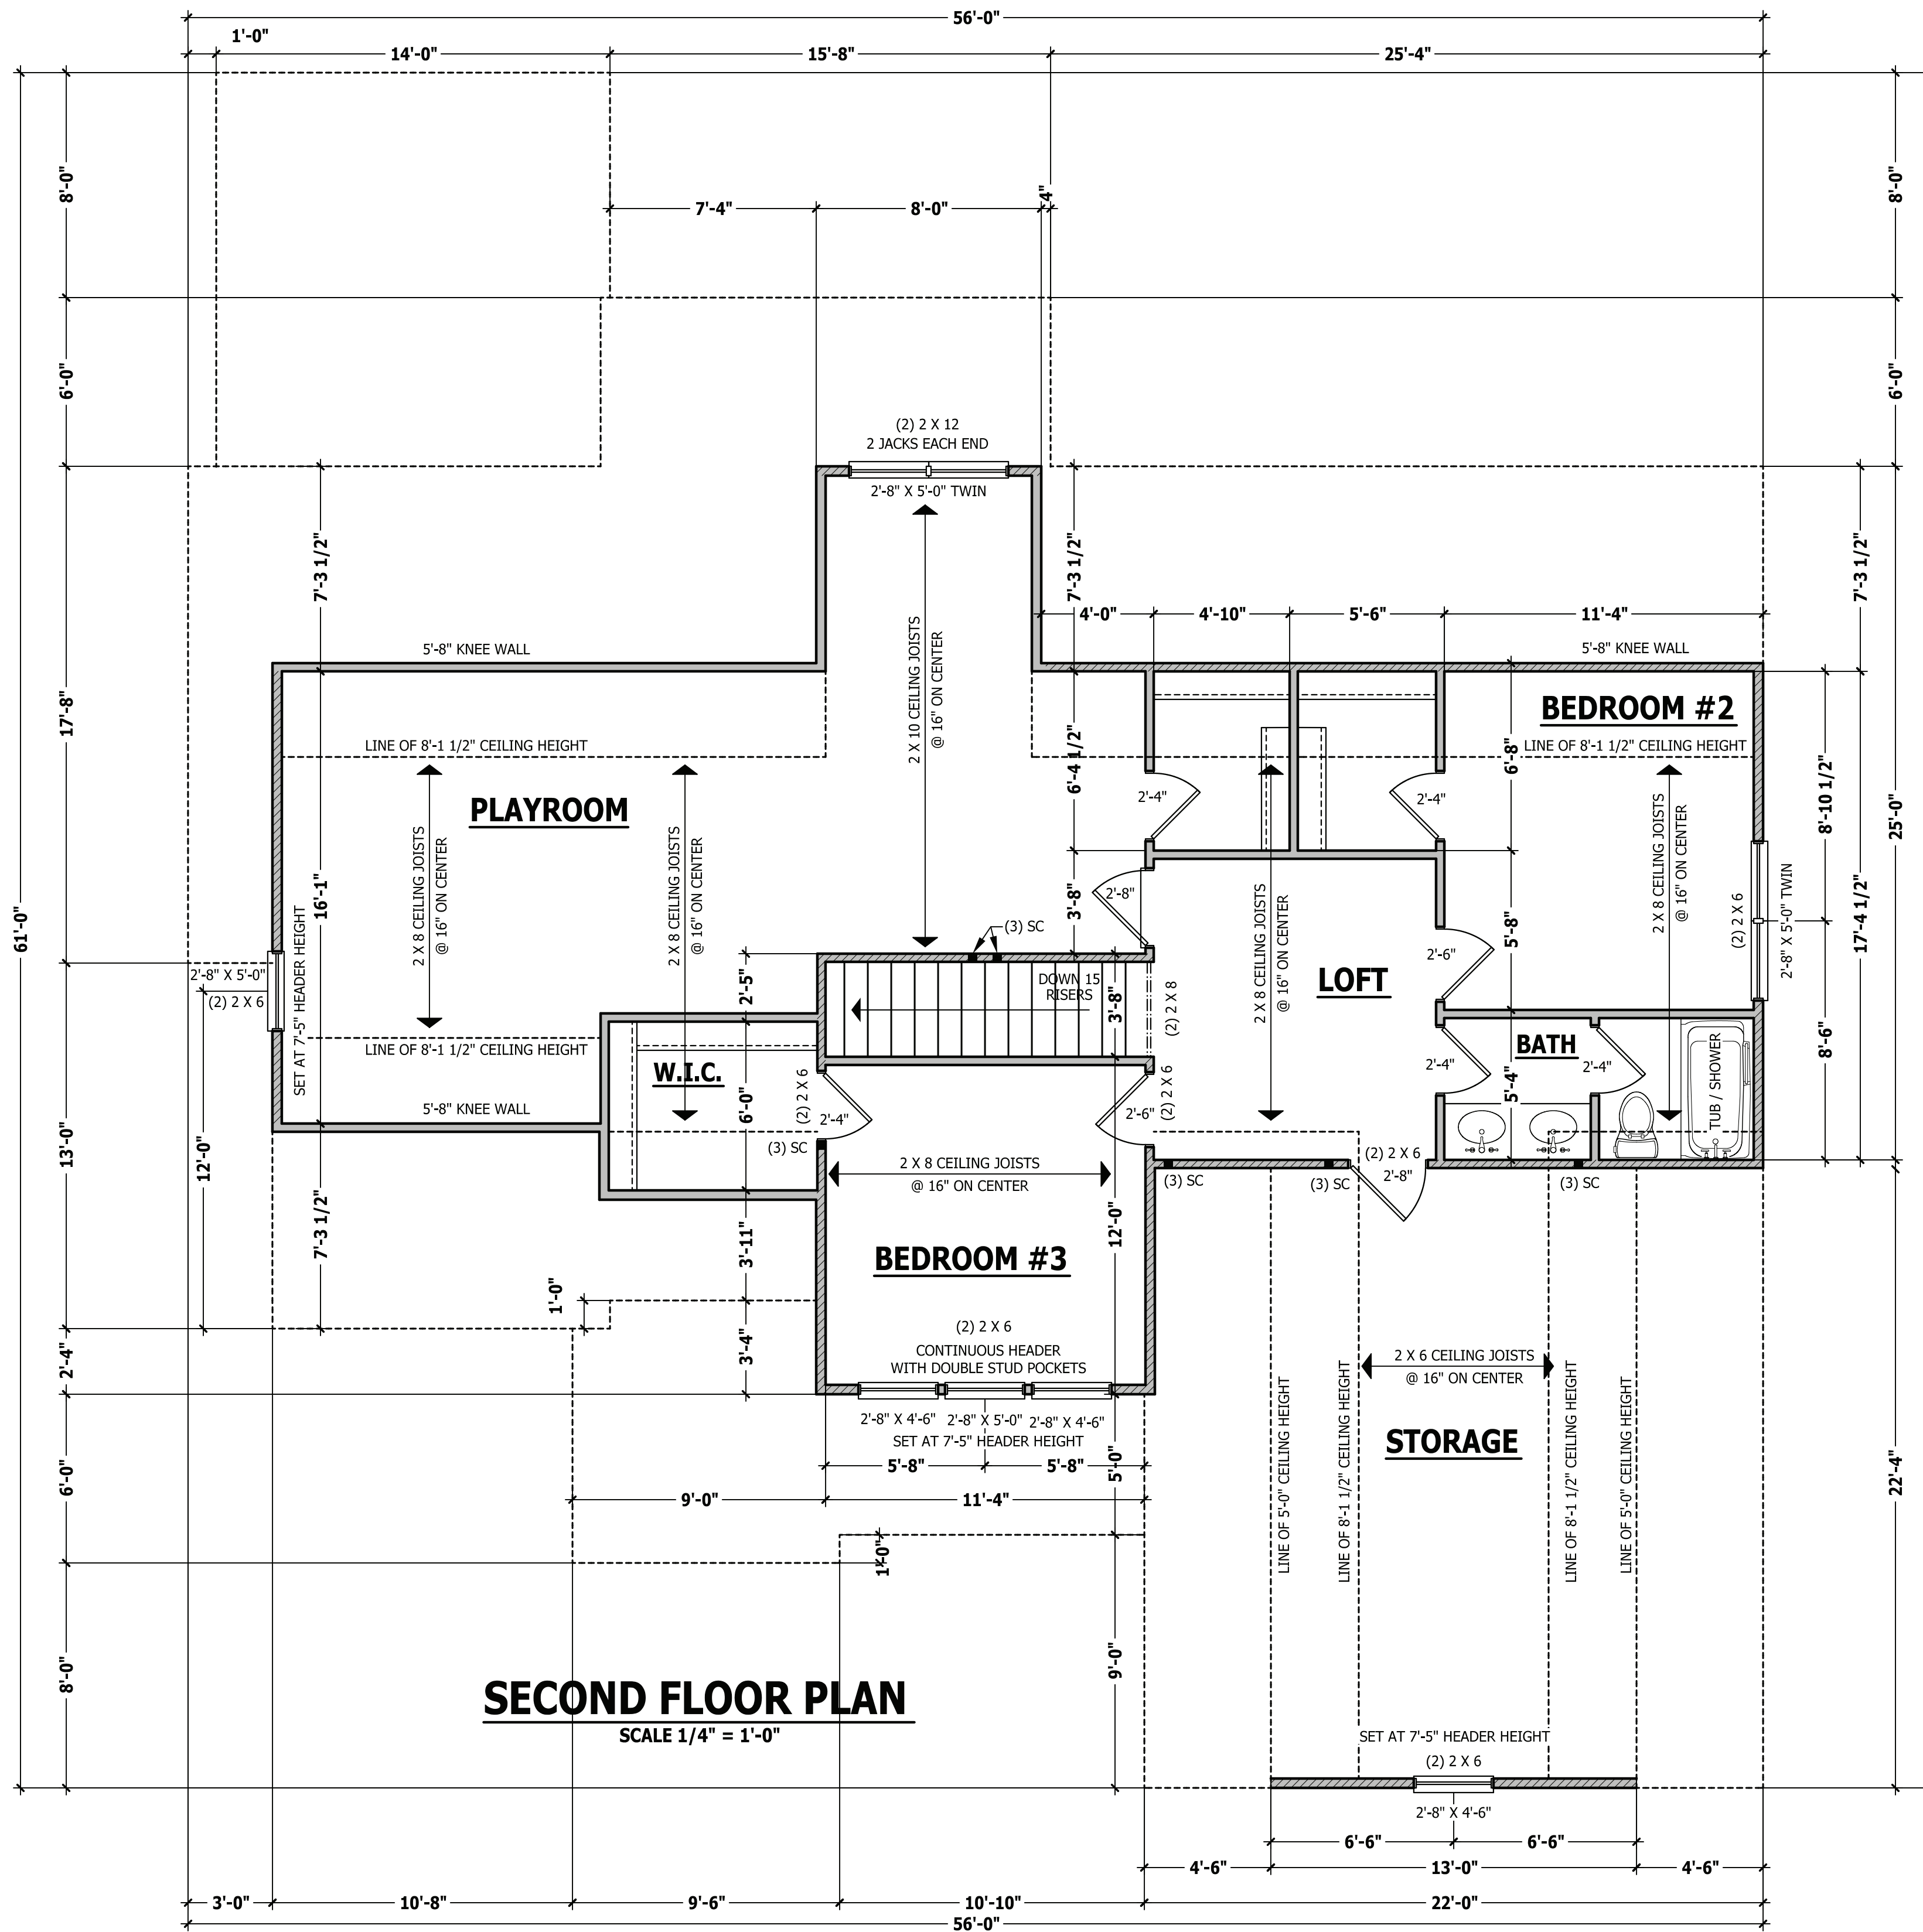 56'-0"
1'-0"
14'-0"
15'-8"
25'-4"
8'-0"
8'-0"
7'-4"
8'-0"
4"
6'-0"
6'-0"
(2) 2 X 12
2 JACKS EACH END
2'-8" X 5'-0" TWIN
7'-3 1/2"
7'-3 1/2"
7'-3 1/2"
4'-0"
4'-10"
5'-6"
11'-4"
5'-8" KNEE WALL
5'-8" KNEE WALL
2 X 10 CEILING JOISTS
@ 16" ON CENTER
17'-8"
BEDROOM #2
LINE OF 8'-1 1/2" CEILING HEIGHT
LINE OF 8'-1 1/2" CEILING HEIGHT
6'-4 1/2"
6'-8"
8'-10 1/2"
25'-0"
PLAYROOM
2'-4"
2'-4"
2 X 8 CEILING JOISTS
@ 16" ON CENTER
2 X 8 CEILING JOISTS
@ 16" ON CENTER
2 X 8 CEILING JOISTS
@ 16" ON CENTER
2 X 8 CEILING JOISTS
@ 16" ON CENTER
61'-0"
16'-1"
3'-8"
2'-8"
5'-8"
(2) 2 X 6
2'-8" X 5'-0" TWIN
17'-4 1/2"
SET AT 7'-5" HEADER HEIGHT
(3) SC
2'-6"
2'-8" X 5'-0"
(2) 2 X 6
2'-5"
DOWN 15
RISERS
3'-8"
(2) 2 X 8
LOFT
LINE OF 8'-1 1/2" CEILING HEIGHT
BATH
8'-6"
W.I.C.
2'-4"
2'-4"
5'-4"
TUB / SHOWER
5'-8" KNEE WALL
6'-0"
(2) 2 X 6
2'-4"
2'-6"
(2) 2 X 6
13'-0"
12'-0"
(3) SC
2 X 8 CEILING JOISTS
@ 16" ON CENTER
(2) 2 X 6
2'-8"
(3) SC
(3) SC
(3) SC
7'-3 1/2"
3'-11"
12'-0"
BEDROOM #3
1'-0"
2'-4"
3'-4"
(2) 2 X 6
CONTINUOUS HEADER
WITH DOUBLE STUD POCKETS
2 X 6 CEILING JOISTS
@ 16" ON CENTER
2'-8" X 4'-6"
2'-8" X 5'-0"
2'-8" X 4'-6"
SET AT 7'-5" HEADER HEIGHT
STORAGE
LINE OF 5'-0" CEILING HEIGHT
LINE OF 8'-1 1/2" CEILING HEIGHT
LINE OF 8'-1 1/2" CEILING HEIGHT
LINE OF 5'-0" CEILING HEIGHT
5'-8"
5'-8"
5'-0"
6'-0"
22'-4"
9'-0"
11'-4"
1'-0"
8'-0"
9'-0"
SECOND FLOOR PLAN
SCALE 1/4" = 1'-0"
SET AT 7'-5" HEADER HEIGHT
(2) 2 X 6
2'-8" X 4'-6"
6'-6"
6'-6"
4'-6"
13'-0"
4'-6"
3'-0"
10'-8"
9'-6"
10'-10"
22'-0"
56'-0"